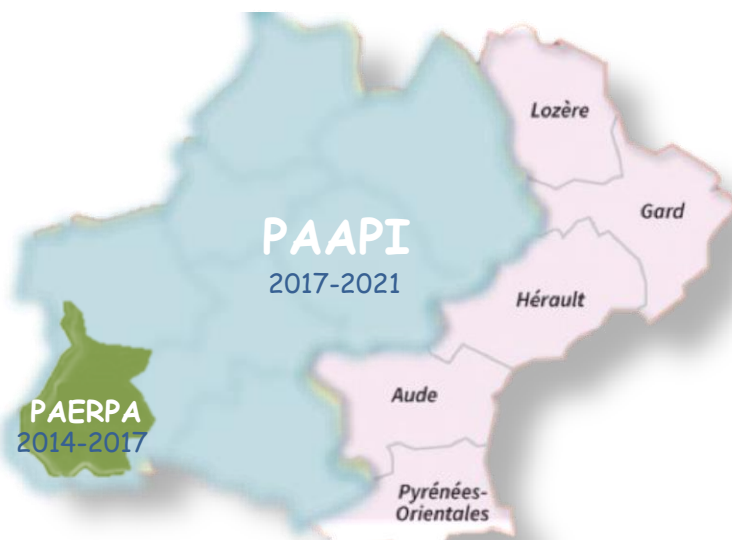 Lozère
Gard
PAAPI
2017-2021
Hérault
Aude
PAERPA
2014-2017
Pyrénées-
Orientales